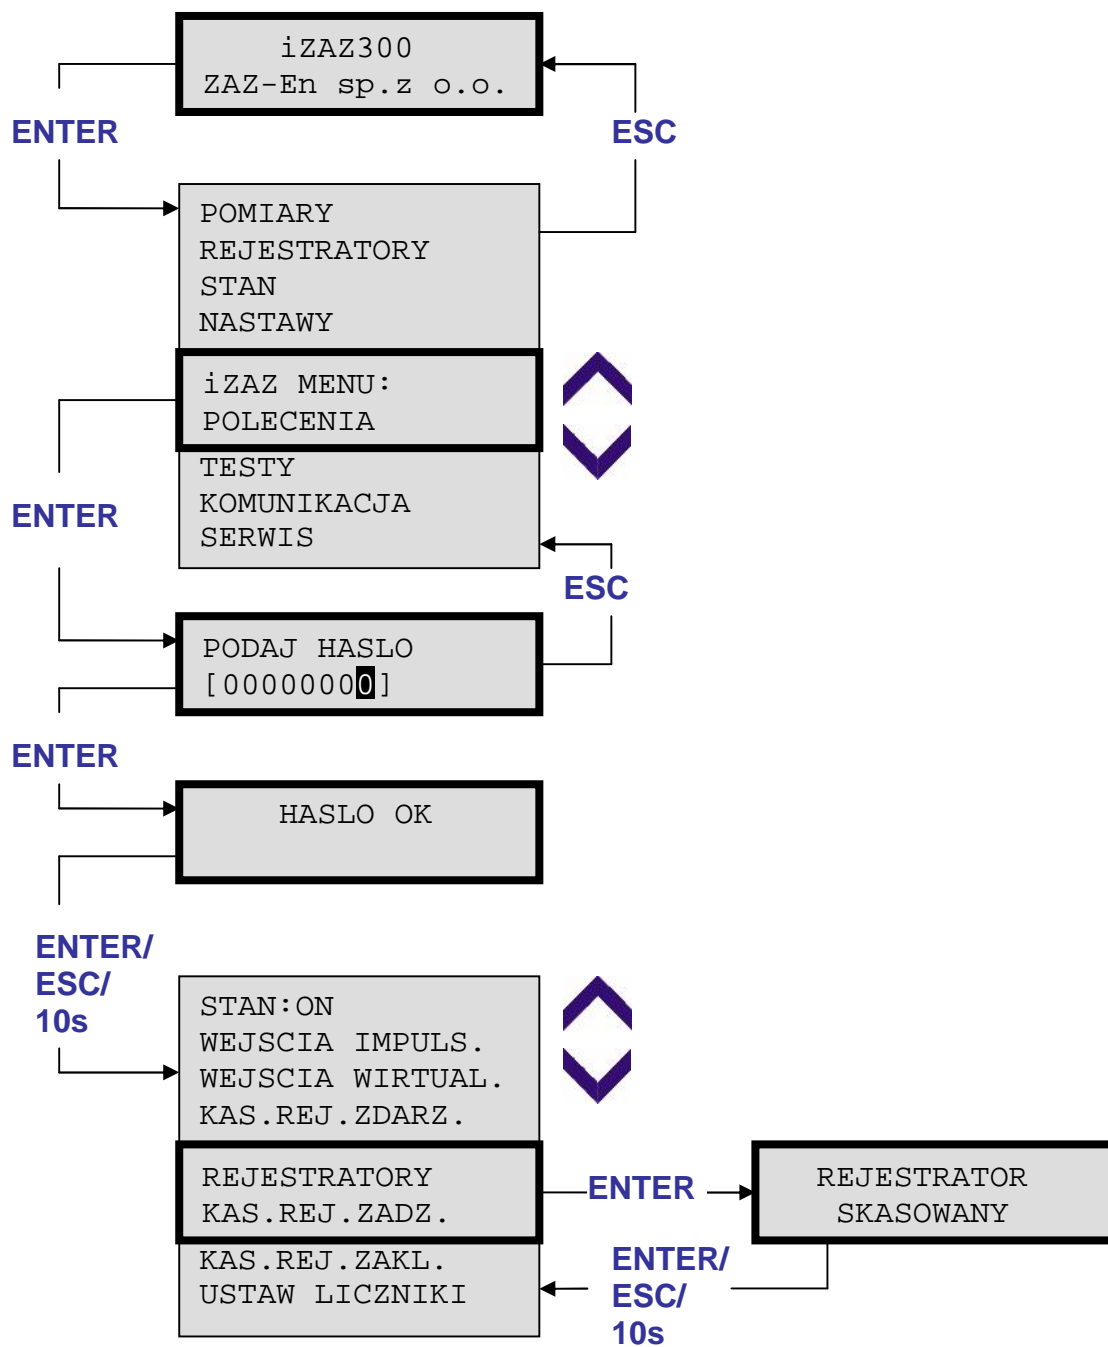 iZAZ300
ZAZ-En sp.z o.o.
ENTER
ESC
POMIARY
REJESTRATORY
STAN
NASTAWY
iZAZ MENU:
POLECENIA
TESTY
KOMUNIKACJA
SERWIS
ENTER
ESC
PODAJ HASLO
[00000000]
ENTER
HASLO OK
ENTER/
ESC/
10s
STAN:ON
WEJSCIA IMPULS.
WEJSCIA WIRTUAL.
KAS.REJ.ZDARZ.
REJESTRATORY
KAS.REJ.ZADZ.
ENTER
REJESTRATOR
SKASOWANY
KAS.REJ.ZAKL.
USTAW LICZNIKI
ENTER/
ESC/
10s